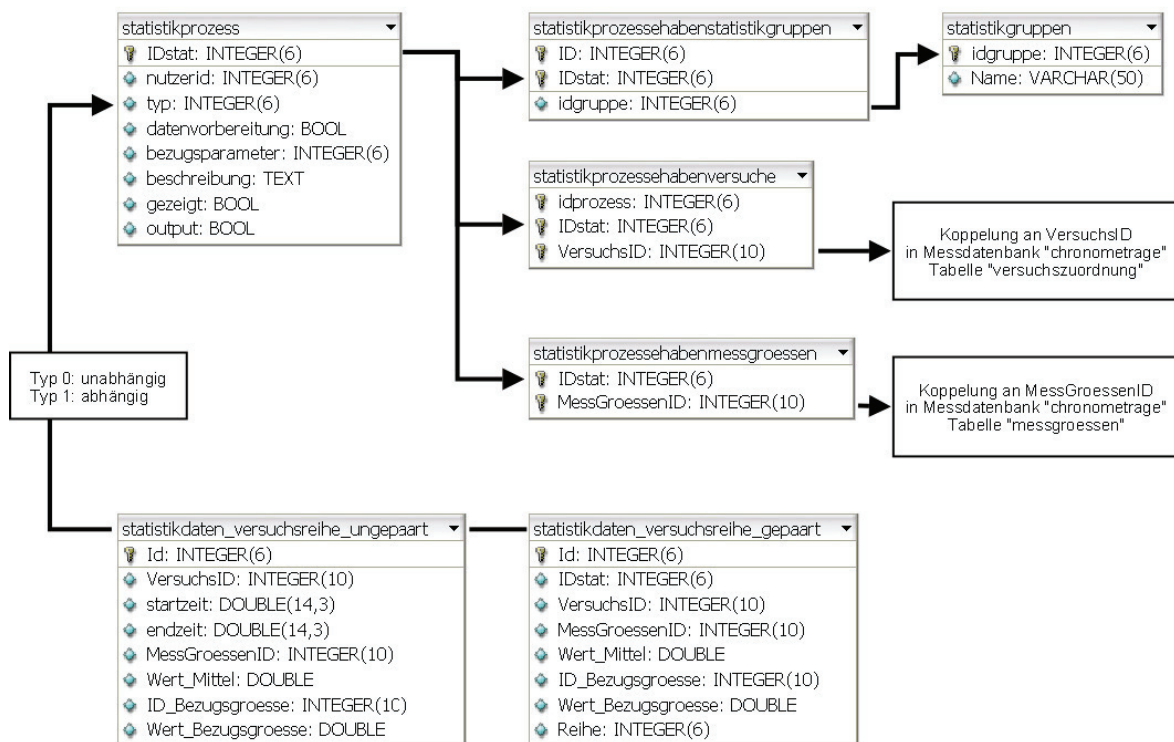 statistikprozess
IDstat: INTEGER(6)
nutzerid: INTEGER(6)
typ: INTEGER(6)
datenvorbereitung: BOOL
bezugsparameter: INTEGER(6)
beschreibung: TEXT
gezeigt: BOOL
output: BOOL
statistikprozessehabenstatistikgruppen
ID: INTEGER(6)
IDstat: INTEGER(6)
idgruppe: INTEGER(6)
statistikgruppen
idgruppe: INTEGER(6)
Name: VARCHAR(50)
statistikprozessehabenversuche
idprozess: INTEGER(6)
IDstat: INTEGER(6)
VersuchsID: INTEGER(10)
Koppelung an VersuchsID
in Messdatenbank "chronometrage"
Tabelle "versuchszuordnung"
statistikprozessehabenmessgroessen
IDstat: INTEGER(6)
MessGroessenID: INTEGER(10)
Koppelung an MessGroessenID
in Messdatenbank "chronometrage"
Tabelle "messgroessen"
Typ 0: unabhängig
Typ 1: abhängig
statistikdaten_versuchsreihe_ungepaart
Id: INTEGER(6)
VersuchsID: INTEGER(10)
startzeit: DOUBLE(14,3)
endzeit: DOUBLE(14,3)
MessGroessenID: INTEGER(10)
Wert_Mittel: DOUBLE
ID_Bezugsgroesse: INTEGER(10)
Wert_Bezugsgroesse: DOUBLE
statistikdaten_versuchsreihe_gepaart
Id: INTEGER(6)
IDstat: INTEGER(6)
VersuchsID: INTEGER(10)
MessGroessenID: INTEGER(10)
Wert_Mittel: DOUBLE
ID_Bezugsgroesse: INTEGER(10)
Wert_Bezugsgroesse: DOUBLE
Reihe: INTEGER(6)